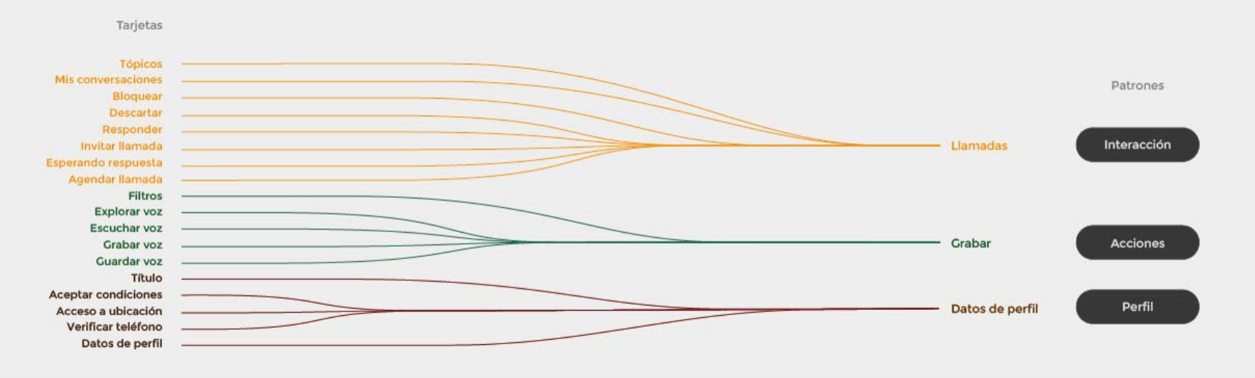 Tarjetas
Tópicos
Mis conversaciones
Bloquear
Descartar
Responder
Invitar llamada
Esperando respuesta
Agendar llamada
Filtros
Explorar voz
Escuchar voz
Grabar voz
Guardar voz
Título
Aceptar condiciones
Acceso a ubicación
Verificar teléfono
Datos de perfil
Llamadas
Grabar
Datos de perfil
Patrones
Interacción
Acciones
Perfil